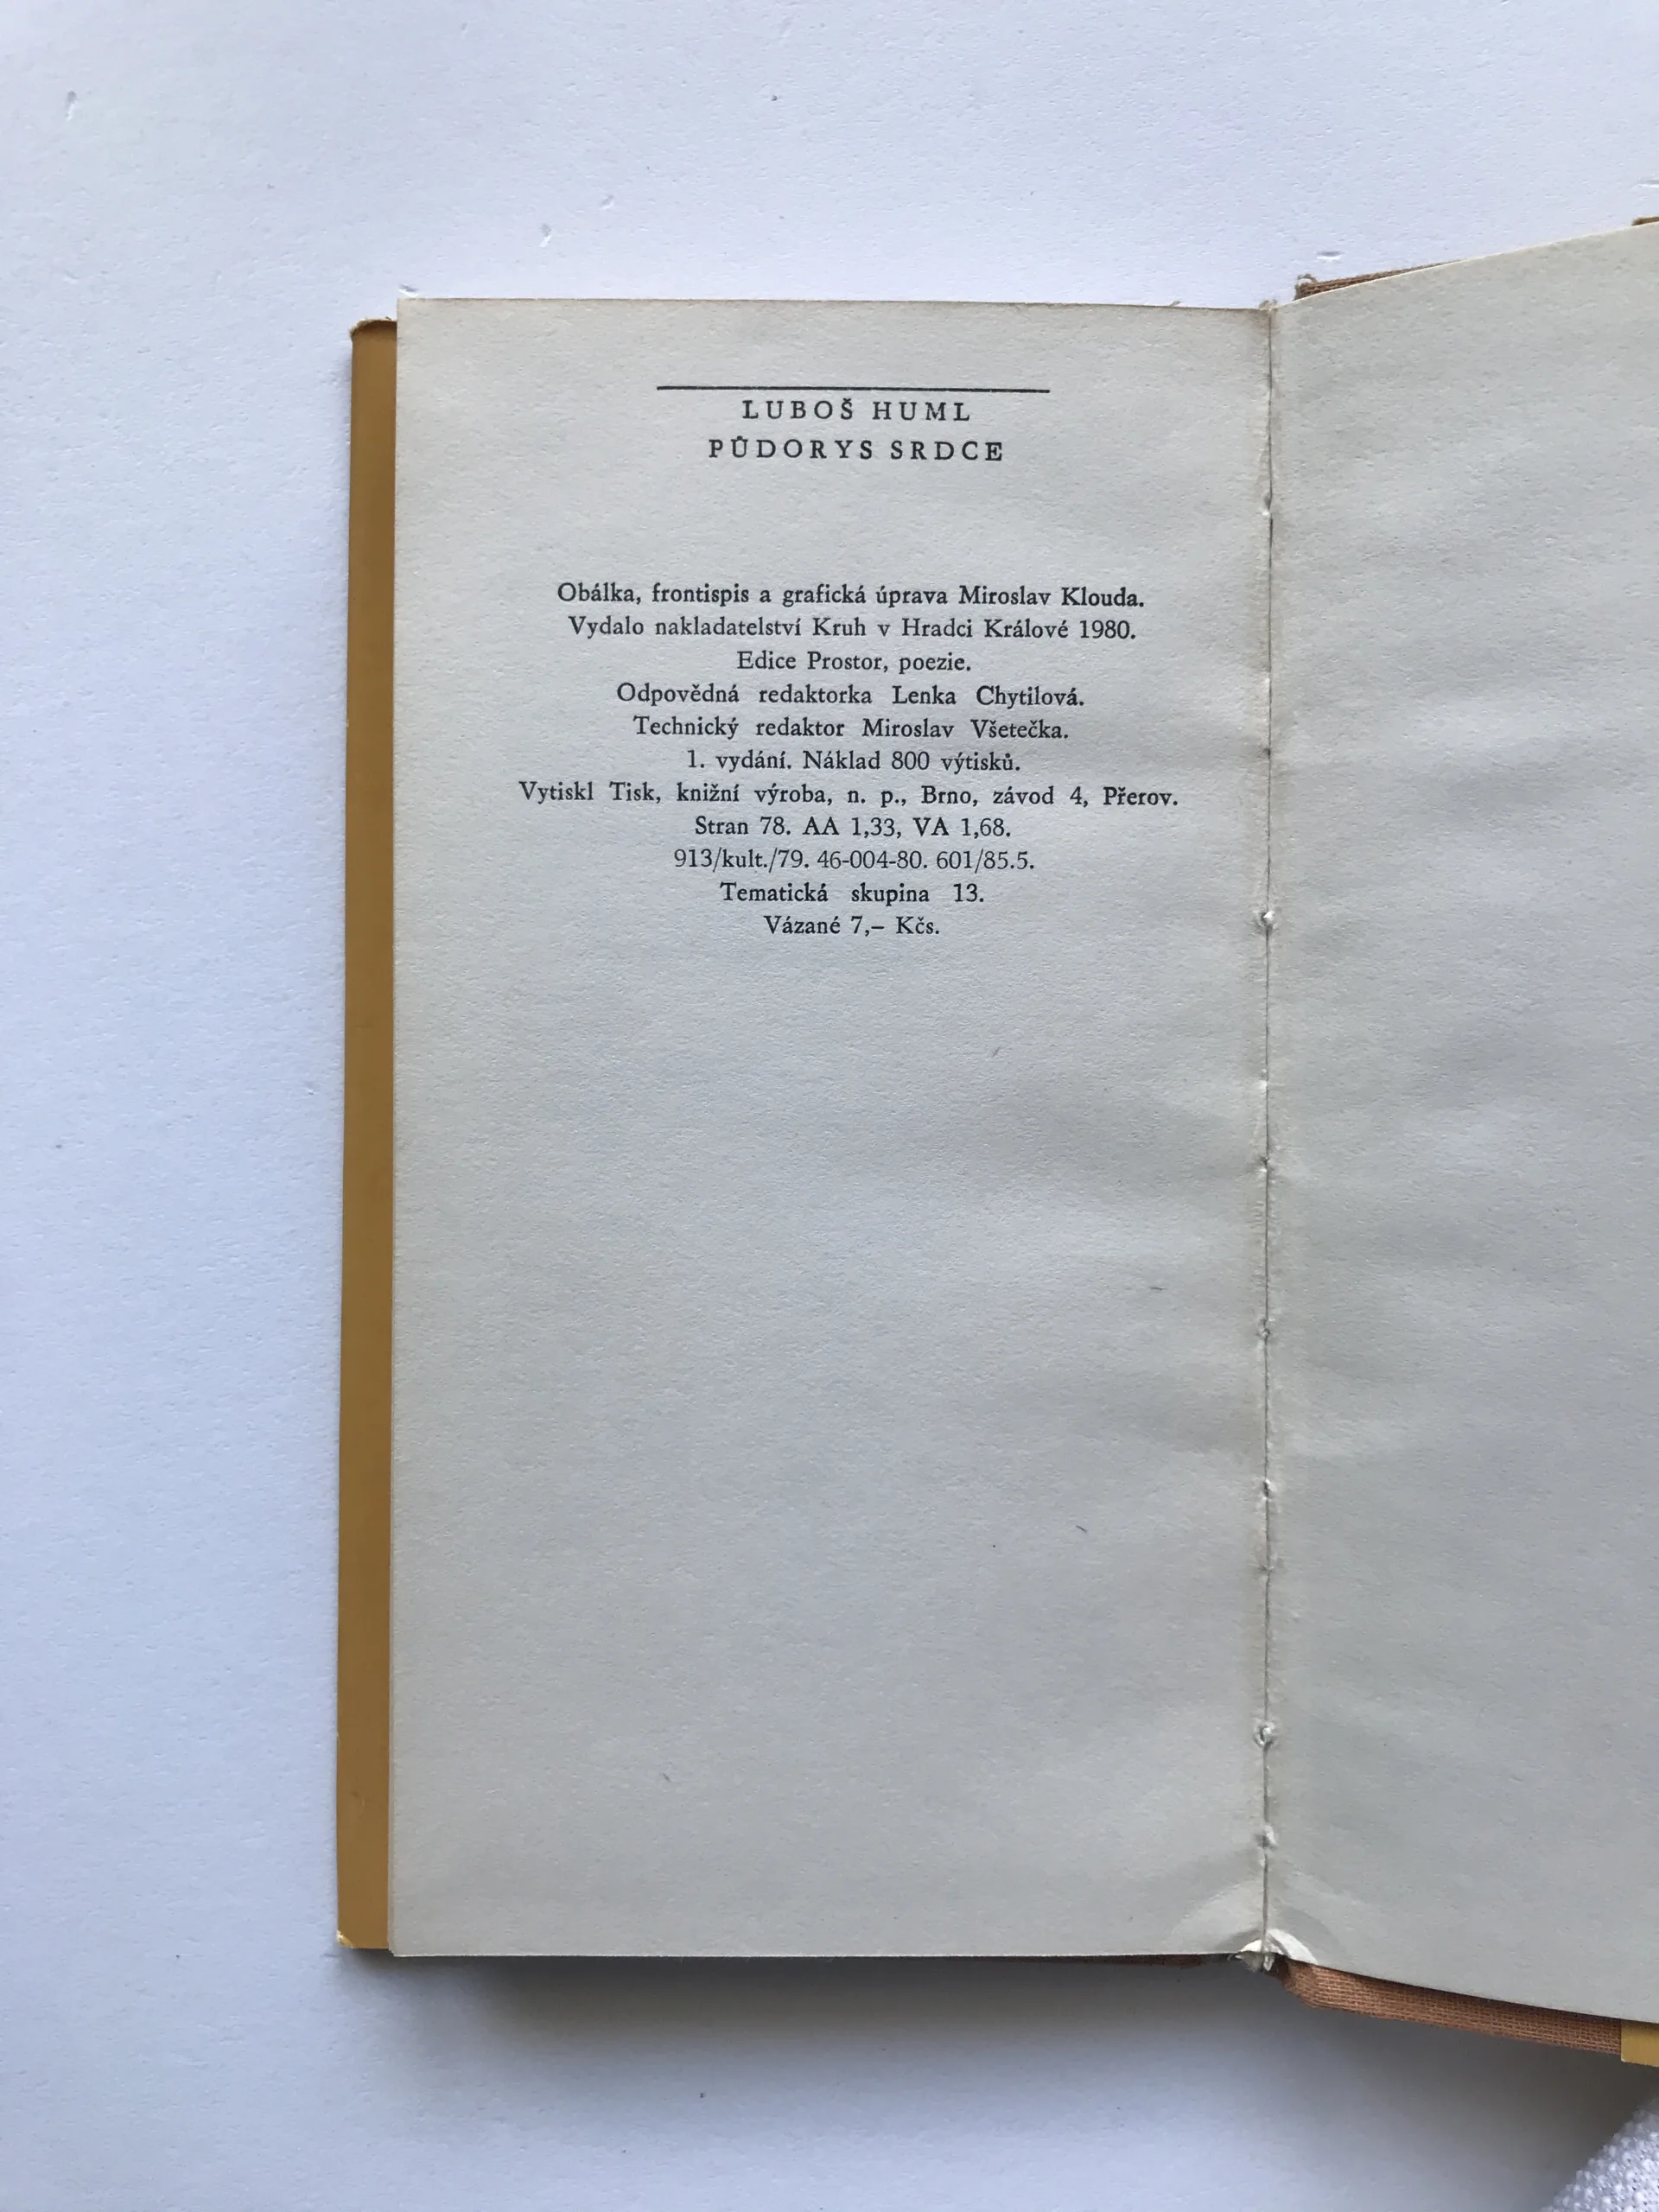 LUBOŠ HUML
PŮDORYS SRDCE
Obálka, frontispis a grafická úprava Miroslav Klouda.
Vydalo nakladatelství Kruh v Hradci Králové 1980.
Edice Prostor, poezie.
Odpovědná redaktorka Lenka Chytilová.
Technický redaktor Miroslav Všetečka.
1. vydání. Náklad 800 výtisků.
Vytiskl Tisk, knižní výroba, n. p., Brno, závod 4, Přerov.
Stran 78. AA 1,33, VA 1,68.
913/kult./79. 46-004-80. 601/85.5.
Tematická skupina 13.
Vázané 7,– Kčs.